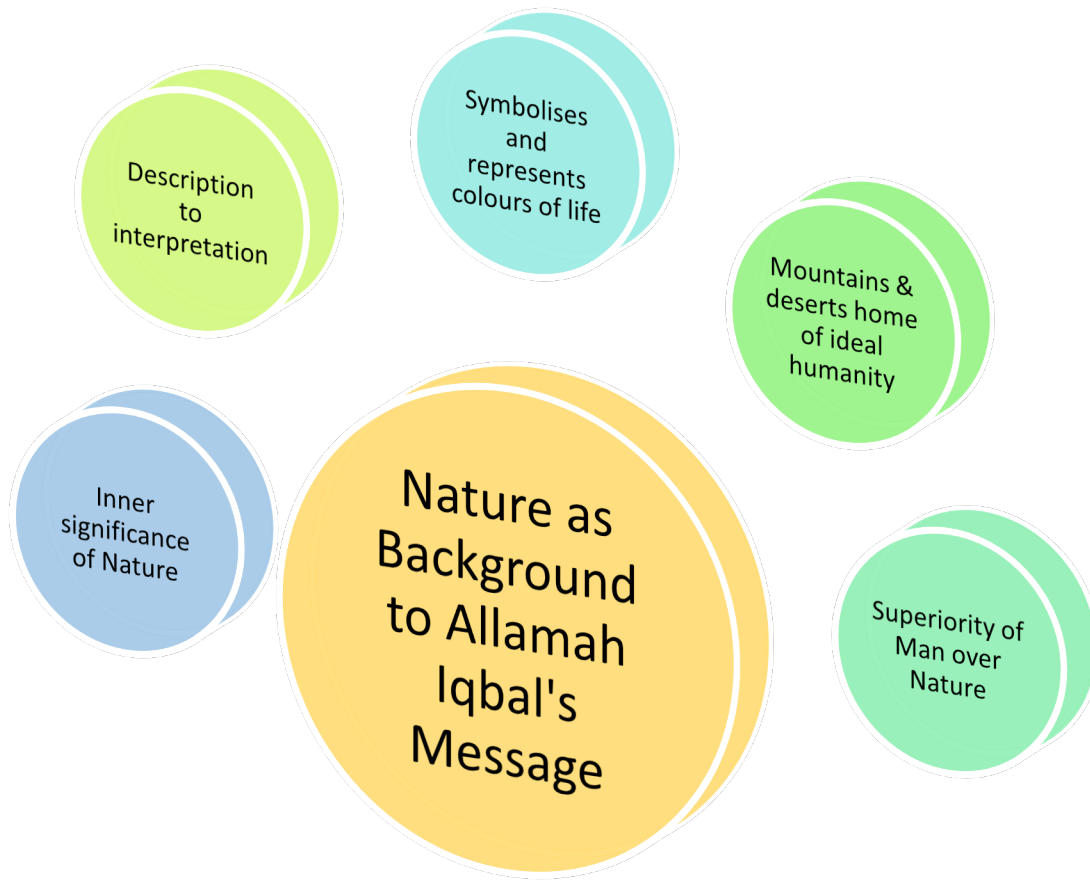 Symbolises
and
represents
colours of life
Description
to
interpretation
Mountains &
deserts home
of ideal
humanity
Inner
significance
of Nature
Nature as
Background
to Allamah
Iqbal's
Message
Superiority of
Man over
Nature